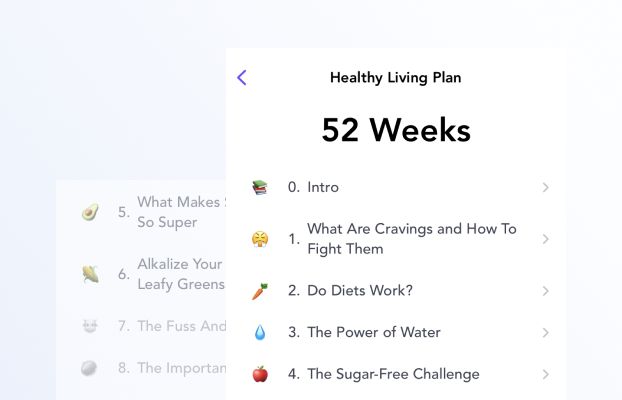 Healthy Living Plan
52 Weeks
0. Intro
1. What Are Cravings and How To
Fight Them
2. Do Diets Work?
3. The Power of Water
4. The Sugar-Free Challenge
5. What Makes
So Super
6. Alkalize Your
Leafy Greens
7. The Fuss And
8. The